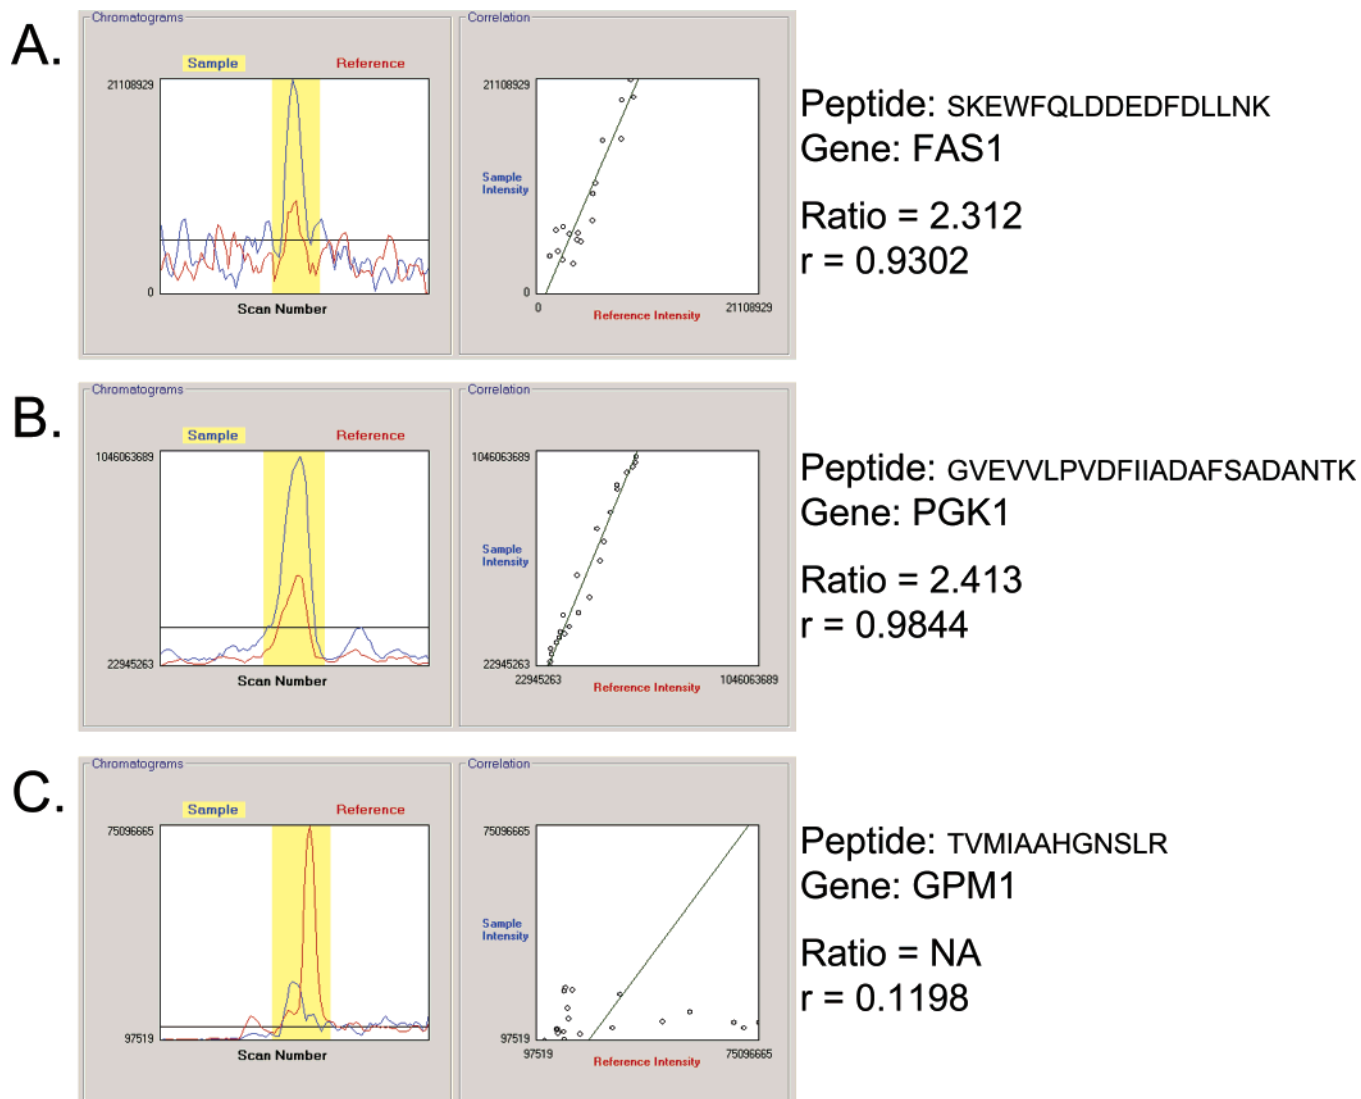 A.
Chromatograms
Sample Reference
21108929
0
Scan Number
Correlation
21108929
Sample
Intensity
0
0 21108929
Reference Intensity
Peptide: SKEWFQLDDEDFDLLNK
Gene: FAS1
Ratio = 2.312
r = 0.9302
B.
Chromatograms
Sample Reference
1046063689
22945263
Scan Number
Correlation
1046063689
Sample
Intensity
22945263
22945263 1046063689
Reference Intensity
Peptide: GVEVVLPVDFIIADAFSADANTK
Gene: PGK1
Ratio = 2.413
r = 0.9844
C.
Chromatograms
Sample Reference
75096665
97519
Scan Number
Correlation
75096665
Sample
Intensity
97519
97519 75096665
Reference Intensity
Peptide: TVMIAAHGNSLR
Gene: GPM1
Ratio = NA
r = 0.1198